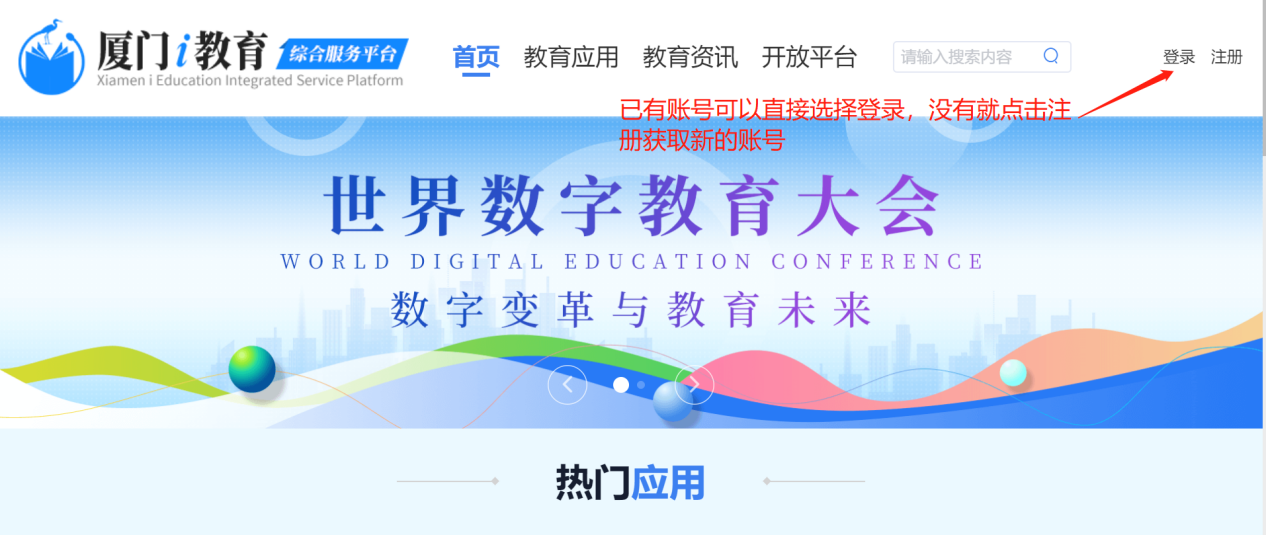 厦门i教育 综合服务平台
Xiamen i Education Integrated Service Platform
首页 教育应用 教育资讯 开放平台 请输入搜索内容 登录 注册
已有账号可以直接选择登录，没有就点击注
册获取新的账号
世界数字教育大会
WORLD DIGITAL EDUCATION CONFERENCE
数字变革与教育未来
热门应用